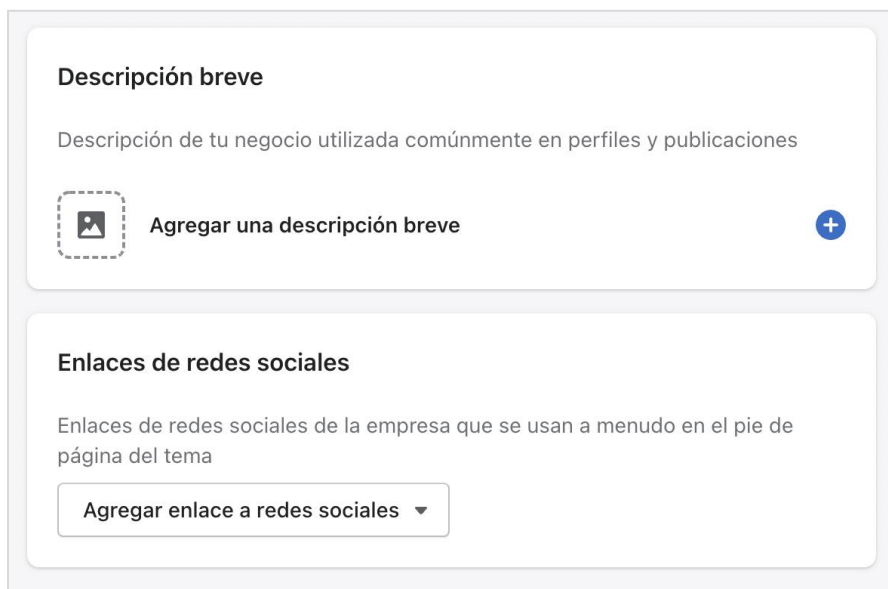 Descripción breve
Descripción de tu negocio utilizada comúnmente en perfiles y publicaciones
Agregar una descripción breve
Enlaces de redes sociales
Enlaces de redes sociales de la empresa que se usan a menudo en el pie de
página del tema
Agregar enlace a redes sociales